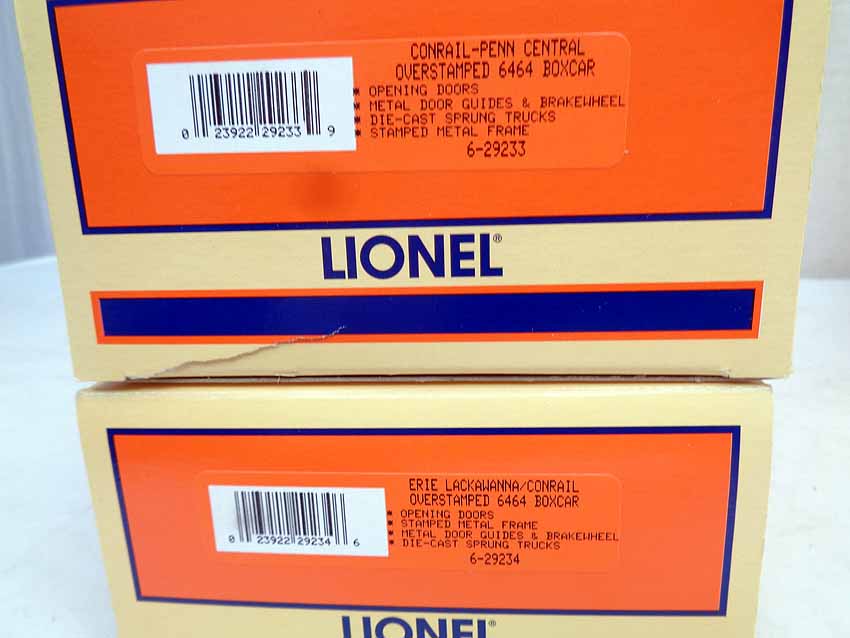 CONRAIL-PENN CENTRAL
OVERSTAMPED 6464 BOXCAR
* OPENING DOORS
* METAL DOOR GUIDES & BRAKEWHEEL
* DIE-CAST SPRUNG TRUCKS
* STAMPED METAL FRAME
6-29233
0 23922 29233 9
LIONEL®
ERIE LACKAWANNA/CONRAIL
OVERSTAMPED 6464 BOXCAR
* OPENING DOORS
* STAMPED METAL FRAME
* METAL DOOR GUIDES & BRAKEWHEEL
* DIE-CAST SPRUNG TRUCKS
6-29234
0 23922 29234 6
LIONEL®